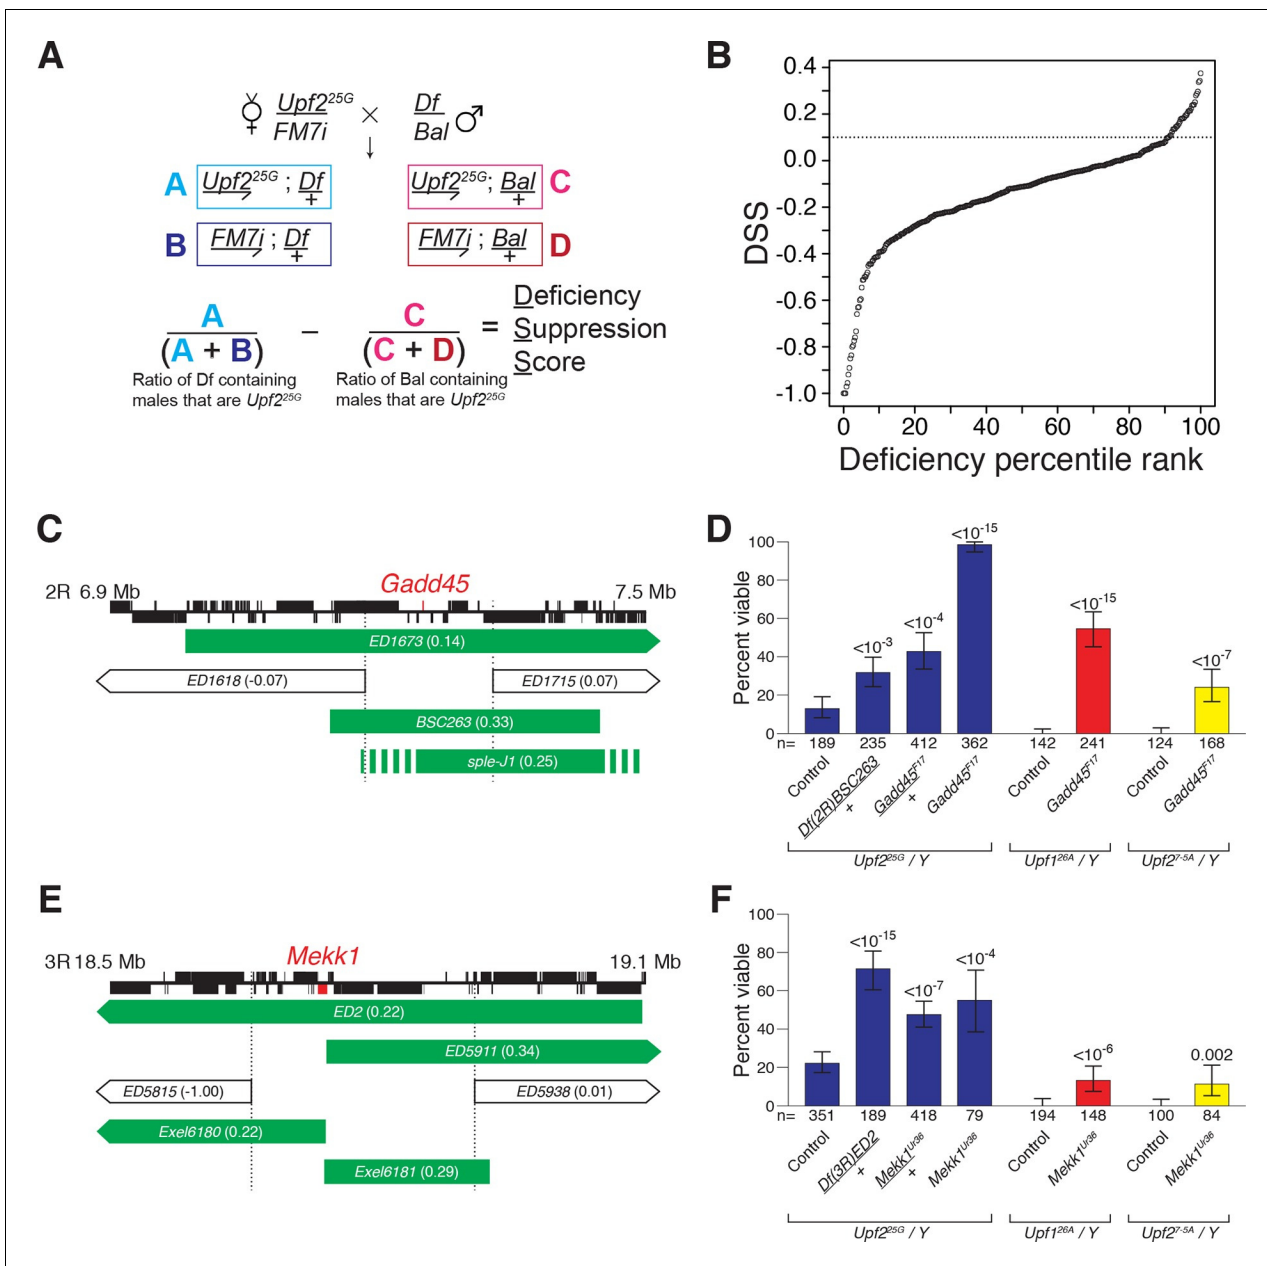 A
Upf2^25G × Df
FM7i Bal
A Upf2^25G ; Df + Upf2^25G; Bal + C
B FM7i ; Df + FM7i ; Bal + D
A − C = Deficiency
(A + B) (C + D) Suppression
Score
Ratio of Df containing
males that are Upf2^25G
Ratio of Bal containing
males that are Upf2^25G
B
DSS
0.4
0.2
0.0
-0.2
-0.4
-0.6
-0.8
-1.0
0 20 40 60 80 100
Deficiency percentile rank
C
Gadd45
2R 6.9 Mb 7.5 Mb
ED1673 (0.14)
ED1618 (-0.07) ED1715 (0.07)
BSC263 (0.33)
sple-J1 (0.25)
D
Percent viable
100
80
60
40
20
0
<10^-3 <10^-4 <10^-15 <10^-15 <10^-7
n= 189 235 412 362 142 241 124 168
Control
Df(2R)BSC263
+
Gadd45^F17
+
Gadd45^F17
Control
Gadd45^F17
Control
Gadd45^F17
Upf2^25G / Y Upf1^26A / Y Upf2^7-5A / Y
E
Mekk1
3R 18.5 Mb 19.1 Mb
ED2 (0.22)
ED5911 (0.34)
ED5815 (-1.00) ED5938 (0.01)
Exel6180 (0.22)
Exel6181 (0.29)
F
Percent viable
100
80
60
40
20
0
<10^-15 <10^-7 <10^-4 <10^-6 0.002
n= 351 189 418 79 194 148 100 84
Control
Df(3R)ED2
+
Mekk1^Ur36
+
Mekk1^Ur36
Control
Mekk1^Ur36
Control
Mekk1^Ur36
Upf2^25G / Y Upf1^26A / Y Upf2^7-5A / Y